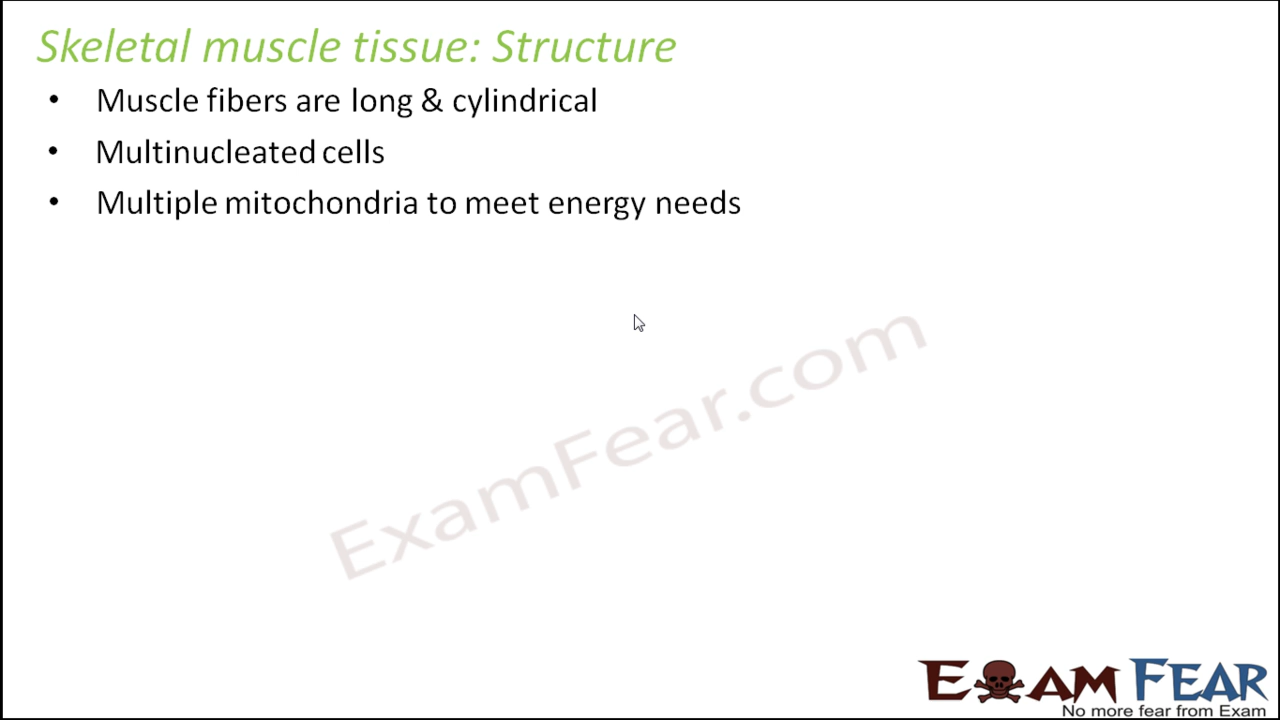 Skeletal muscle tissue: Structure
• Muscle fibers are long & cylindrical
• Multinucleated cells
• Multiple mitochondria to meet energy needs
ExamFear.com
EXAM FEAR
No more fear from Exam